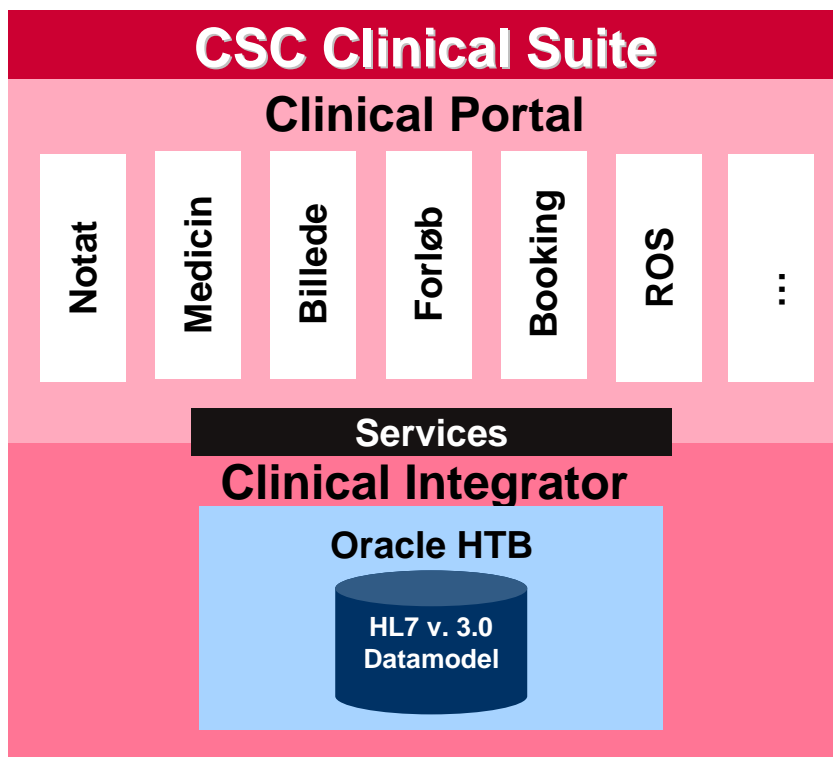 CSC Clinical Suite
Clinical Portal
Notat
Medicin
Billede
Forløb
Booking
ROS
...
Services
Clinical Integrator
Oracle HTB
HL7 v. 3.0
Datamodel